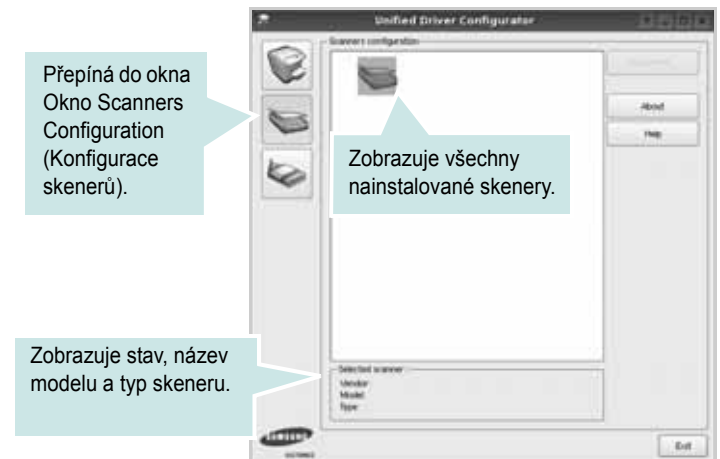 Unified Driver Configurator
Scanners configuration
Přepíná do okna
Okno Scanners
Configuration
(Konfigurace
skenerů).
About
Help
Zobrazuje všechny
nainstalované skenery.
Zobrazuje stav, název
modelu a typ skeneru.
Selected scanner
Vendor:
Model:
Type:
SAMSUNG
Exit